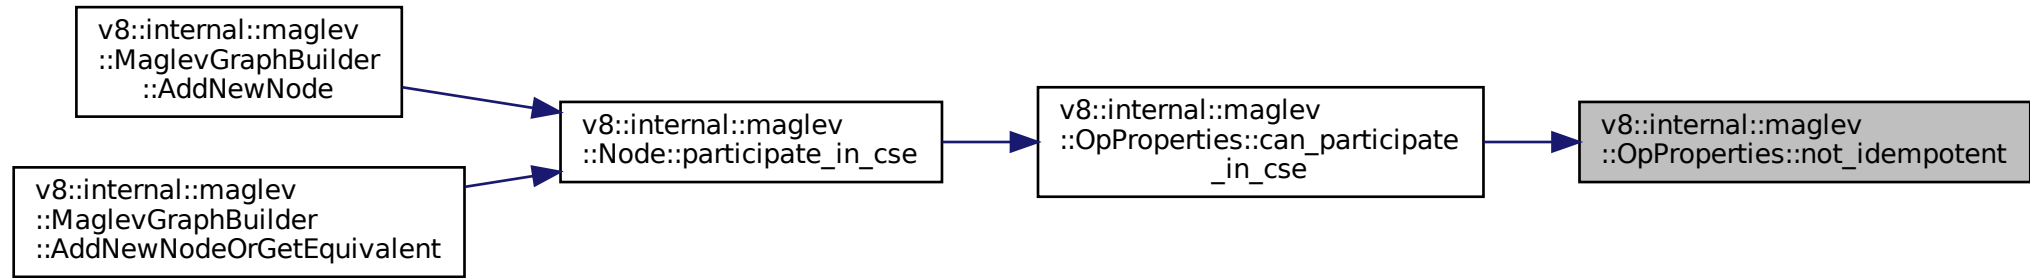 v8::internal::maglev
::MaglevGraphBuilder
::AddNewNode
v8::internal::maglev
::MaglevGraphBuilder
::AddNewNodeOrGetEquivalent
v8::internal::maglev
::Node::participate_in_cse
v8::internal::maglev
::OpProperties::can_participate
_in_cse
v8::internal::maglev
::OpProperties::not_idempotent